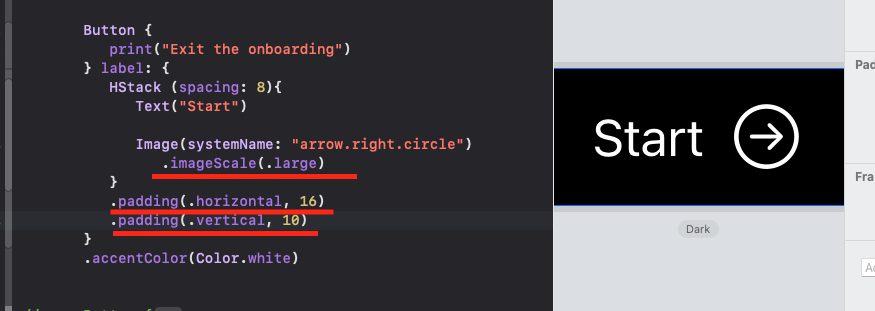 Button {
print("Exit the onboarding")
} label: {
HStack (spacing: 8){
Text("Start")
Image(systemName: "arrow.right.circle")
.imageScale(.large)
}
.padding(.horizontal, 16)
.padding(.vertical, 10)
}
.accentColor(Color.white)
Start
Dark
Pad
Fra
Ad